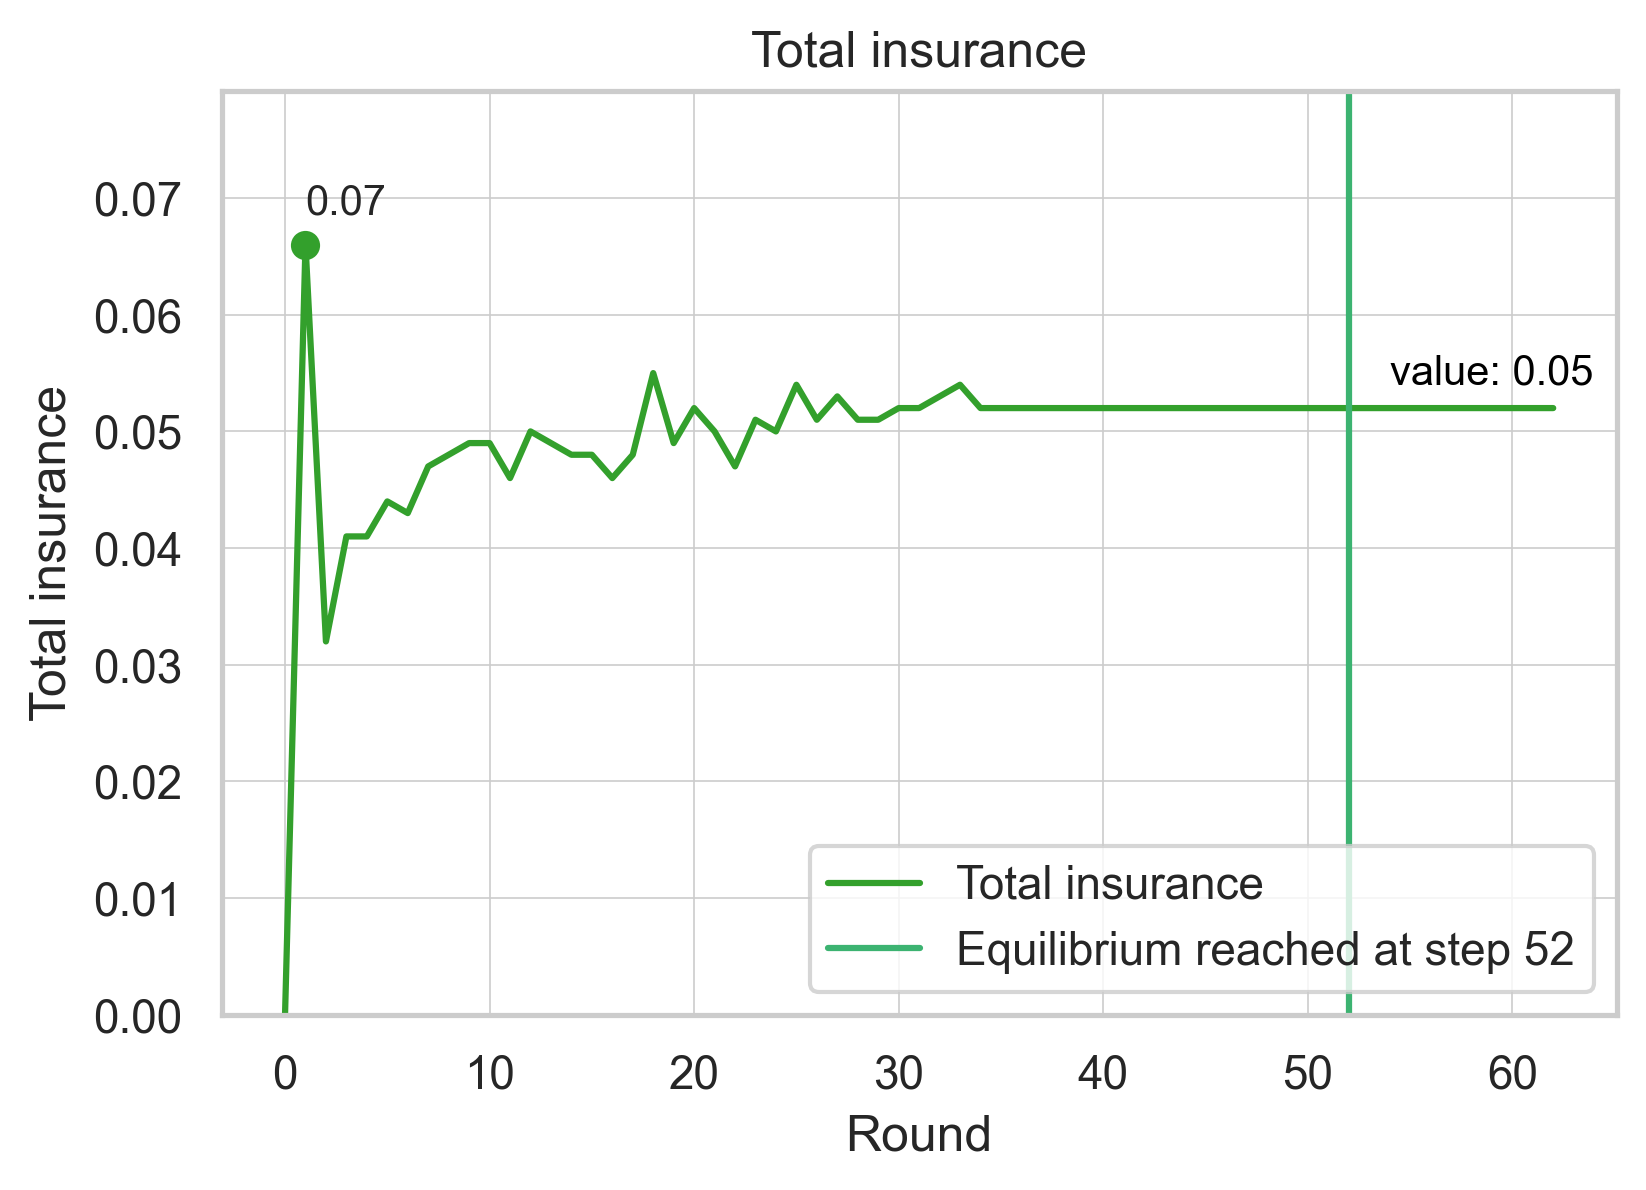 Total insurance
0.07
value: 0.05
Total insurance
0.07
0.06
0.05
0.04
0.03
0.02
0.01
0.00
Total insurance
Equilibrium reached at step 52
0 10 20 30 40 50 60
Round